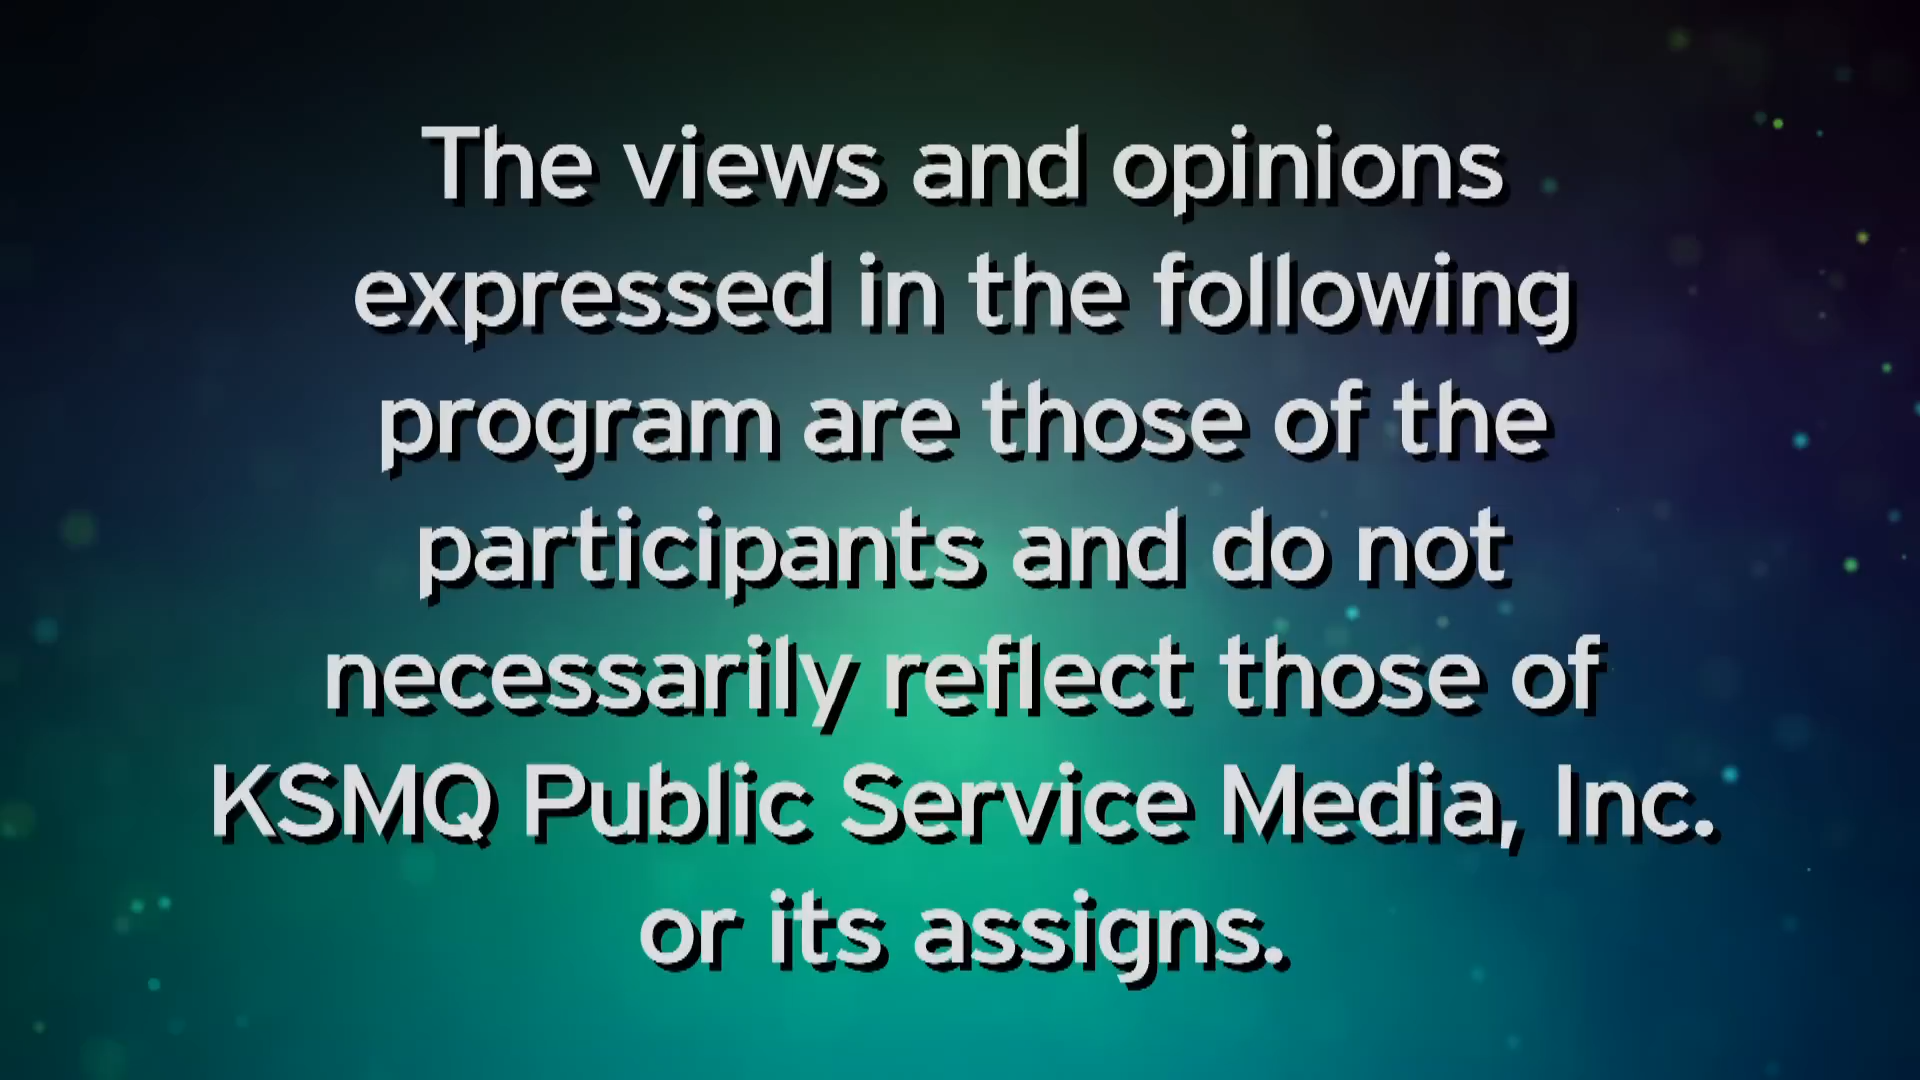 The views and opinions
expressed in the following
program are those of the
participants and do not
necessarily reflect those of
KSMQ Public Service Media, Inc.
or its assigns.